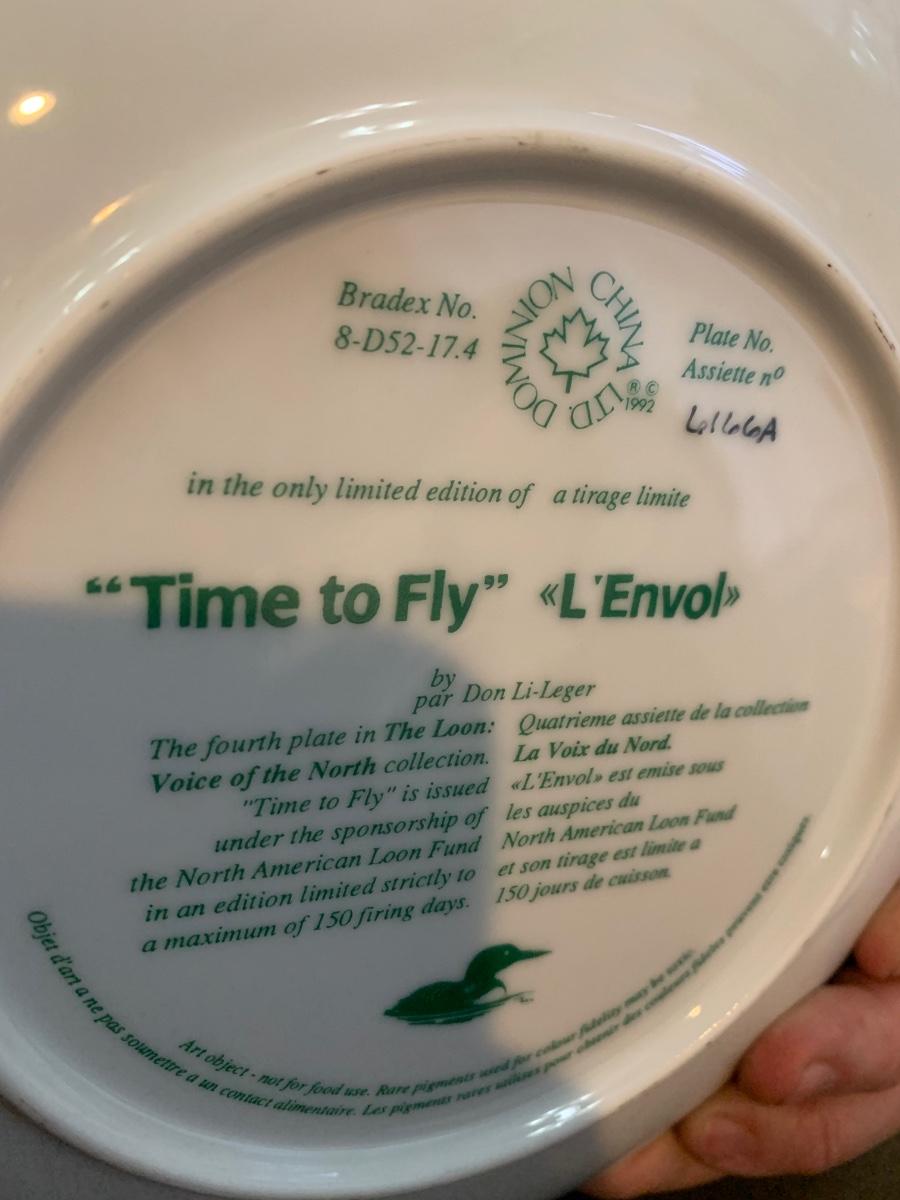 Bradex No.
8-D52-17.4
DOMINION CHINA LTD.
® ©
1992
Plate No.
Assiette nº
6166A
in the only limited edition of a tirage limite
“Time to Fly” «L'Envol»
by
par Don Li-Leger
The fourth plate in The Loon:
Voice of the North collection.
"Time to Fly" is issued
under the sponsorship of
the North American Loon Fund
in an edition limited strictly to
a maximum of 150 firing days.
Quatrieme assiette de la collection
La Voix du Nord.
«L'Envol» est emise sous
les auspices du
North American Loon Fund
et son tirage est limite a
150 jours de cuisson.
Art object - not for food use. Rare pigments used for colour fidelity may be toxic.
Objet d'art a ne pas soumettre a un contact alimentaire. Les pigments rares utilises pour obtenir des couleurs fideles peuvent etre toxiques.